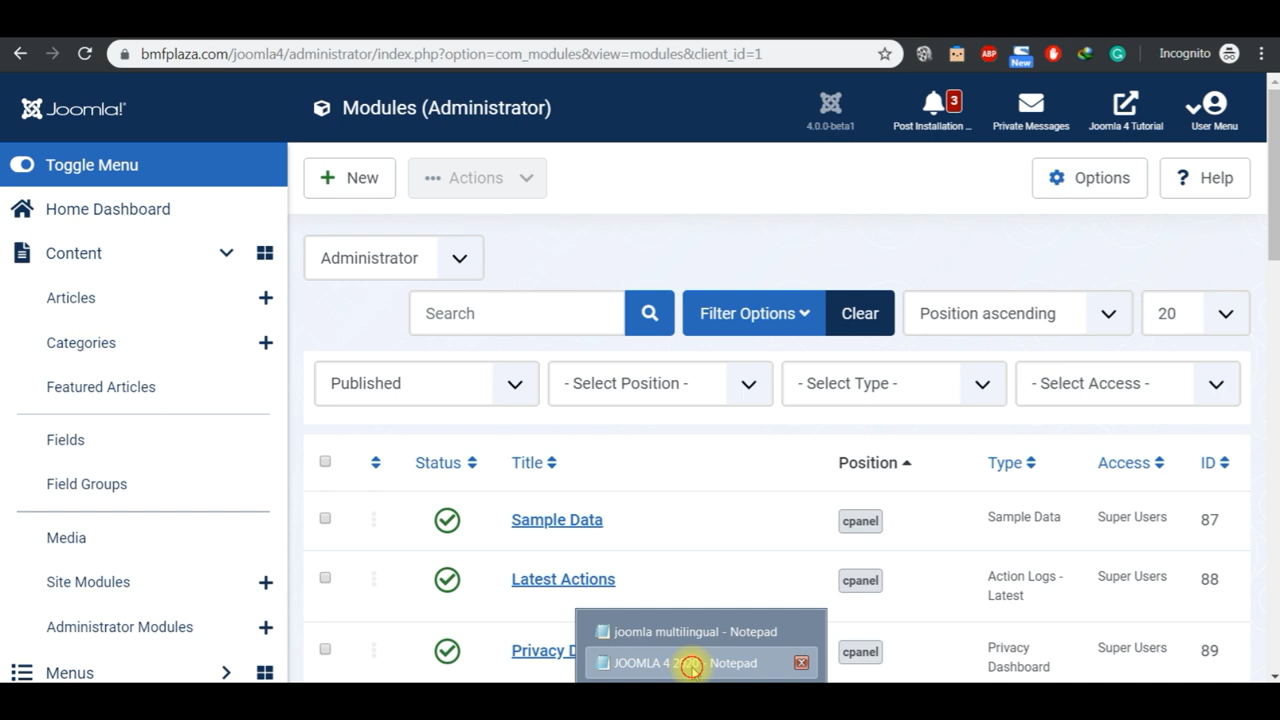 bmfplaza.com/joomla4/administrator/index.php?option=com_modules&view=modules&client_id=1
ABP
New
Incognito
Joomla!
Modules (Administrator)
4.0.0-beta1
3
Post Installation ...
Private Messages
Joomla 4 Tutorial
User Menu
Toggle Menu
New
Actions
Options
? Help
Home Dashboard
Content
Articles
Categories
Featured Articles
Fields
Field Groups
Media
Site Modules
Administrator Modules
Menus
Administrator
Search
Filter Options
Clear
Position ascending
20
Published
- Select Position -
- Select Type -
- Select Access -
Status
Title
Position
Type
Access
ID
Sample Data
cpanel
Sample Data
Super Users
87
Latest Actions
cpanel
Action Logs -
Latest
Super Users
88
Privacy
cpanel
Privacy
Dashboard
Super Users
89
joomla multilingual - Notepad
JOOMLA 4 - Notepad